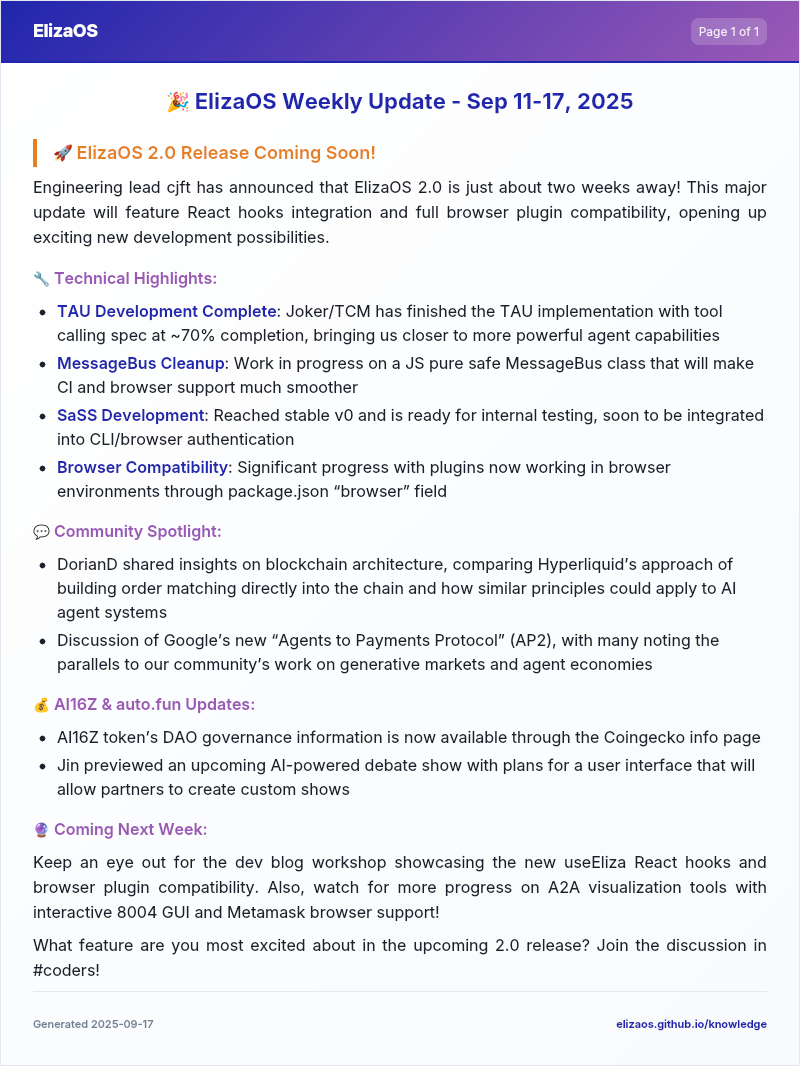 ElizaOS
Page 1 of 1
🎉 ElizaOS Weekly Update - Sep 11-17, 2025
🚀 ElizaOS 2.0 Release Coming Soon!
Engineering lead cjft has announced that ElizaOS 2.0 is just about two weeks away! This major
update will feature React hooks integration and full browser plugin compatibility, opening up
exciting new development possibilities.
🔧 Technical Highlights:
• TAU Development Complete: Joker/TCM has finished the TAU implementation with tool
calling spec at ~70% completion, bringing us closer to more powerful agent capabilities
• MessageBus Cleanup: Work in progress on a JS pure safe MessageBus class that will make
CI and browser support much smoother
• SaSS Development: Reached stable v0 and is ready for internal testing, soon to be integrated
into CLI/browser authentication
• Browser Compatibility: Significant progress with plugins now working in browser
environments through package.json “browser” field
💬 Community Spotlight:
• DorianD shared insights on blockchain architecture, comparing Hyperliquid’s approach of
building order matching directly into the chain and how similar principles could apply to AI
agent systems
• Discussion of Google’s new “Agents to Payments Protocol” (AP2), with many noting the
parallels to our community’s work on generative markets and agent economies
💰 AI16Z & auto.fun Updates:
• AI16Z token’s DAO governance information is now available through the Coingecko info page
• Jin previewed an upcoming AI-powered debate show with plans for a user interface that will
allow partners to create custom shows
🔮 Coming Next Week:
Keep an eye out for the dev blog workshop showcasing the new useEliza React hooks and
browser plugin compatibility. Also, watch for more progress on A2A visualization tools with
interactive 8004 GUI and Metamask browser support!
What feature are you most excited about in the upcoming 2.0 release? Join the discussion in
#coders!
Generated 2025-09-17
elizaos.github.io/knowledge